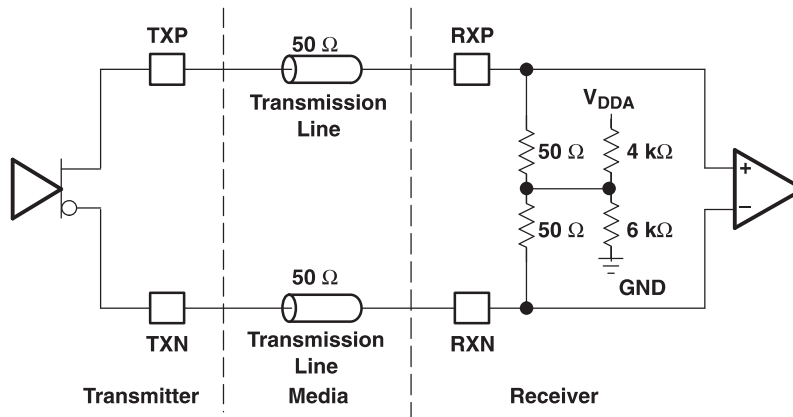 TXP
50 Ω
RXP
Transmission
Line
V_DDA
50 Ω
4 kΩ
+
−
50 Ω
6 kΩ
GND
50 Ω
TXN
Transmission
Line
RXN
Transmitter
Media
Receiver